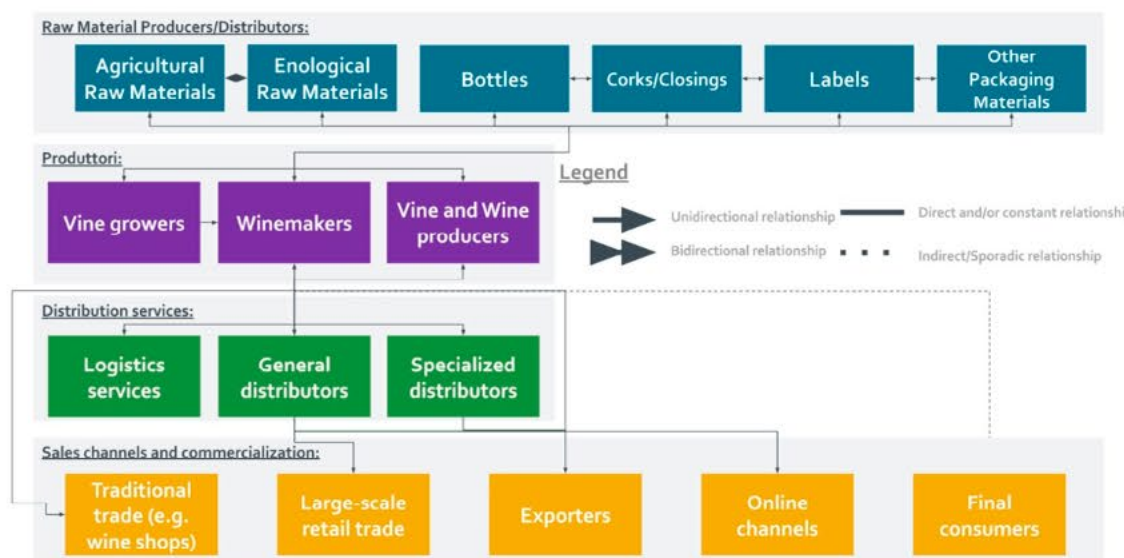 Raw Material Producers/Distributors:
Agricultural
Raw Materials
Enological
Raw Materials
Bottles
Corks/Closings
Labels
Other
Packaging
Materials
Produttori:
Vine growers
Winemakers
Vine and Wine
producers
Legend
Unidirectional relationship
Direct and/or constant relationshi
Bidirectional relationship
Indirect/Sporadic relationship
Distribution services:
Logistics
services
General
distributors
Specialized
distributors
Sales channels and commercialization:
Traditional
trade (e.g.
wine shops)
Large-scale
retail trade
Exporters
Online
channels
Final
consumers